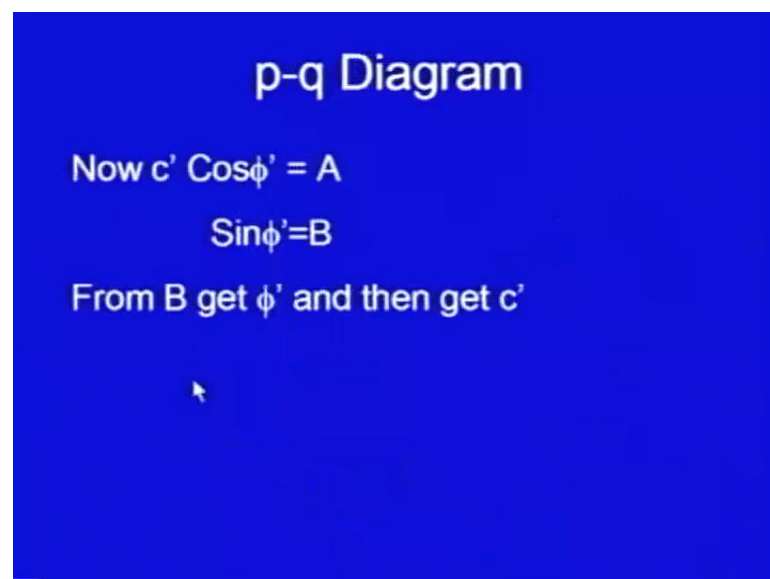 p-q Diagram
Now c’ Cosϕ’ = A
Sinϕ’=B
From B get ϕ’ and then get c’